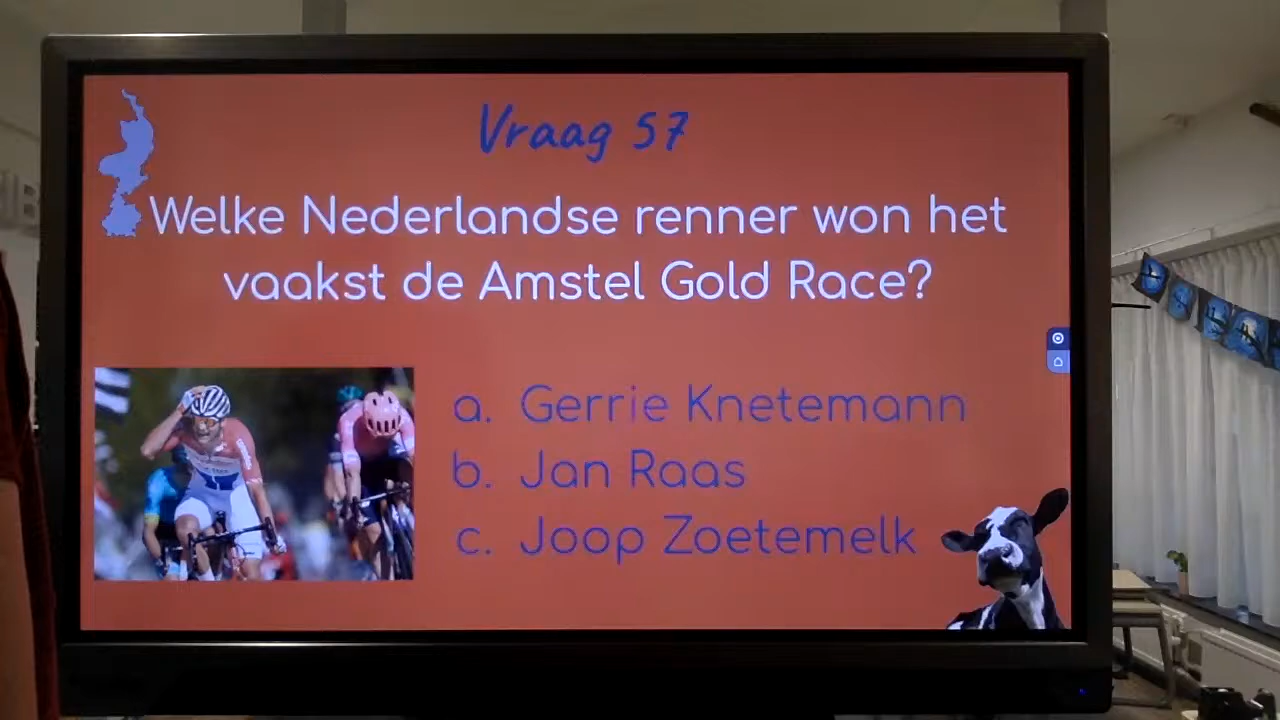 Vraag 57
Welke Nederlandse renner won het
vaakst de Amstel Gold Race?
a. Gerrie Knetemann
b. Jan Raas
c. Joop Zoetemelk